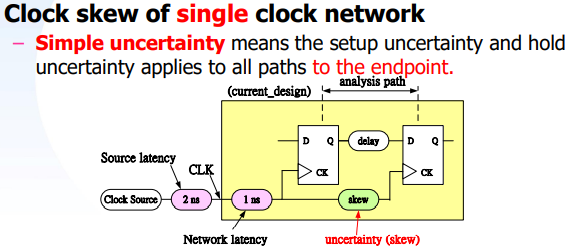 Clock skew of single clock network
– Simple uncertainty means the setup uncertainty and hold
uncertainty applies to all paths to the endpoint.
(current_design)
analysis path
D Q
delay
D Q
Source latency
CLK
CK
CK
Clock Source
2 ns
1 ns
skew
Network latency
uncertainty (skew)